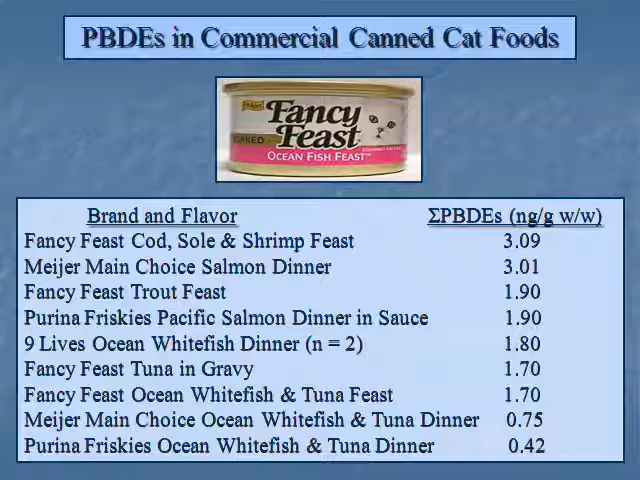 PBDEs in Commercial Canned Cat Foods
Fancy
Feast
OCEAN FISH FEAST™
Brand and Flavor ΣPBDEs (ng/g w/w)
Fancy Feast Cod, Sole & Shrimp Feast 3.09
Meijer Main Choice Salmon Dinner 3.01
Fancy Feast Trout Feast 1.90
Purina Friskies Pacific Salmon Dinner in Sauce 1.90
9 Lives Ocean Whitefish Dinner (n = 2) 1.80
Fancy Feast Tuna in Gravy 1.70
Fancy Feast Ocean Whitefish & Tuna Feast 1.70
Meijer Main Choice Ocean Whitefish & Tuna Dinner 0.75
Purina Friskies Ocean Whitefish & Tuna Dinner 0.42